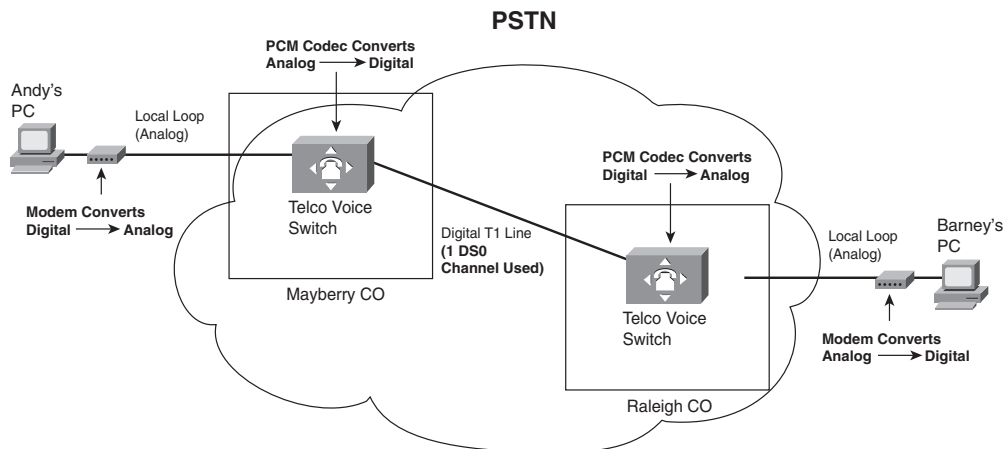 PSTN
PCM Codec Converts
Analog → Digital
Andy's
PC
Local Loop
(Analog)
Modem Converts
Digital → Analog
Telco Voice
Switch
Mayberry CO
Digital T1 Line
(1 DS0
Channel Used)
PCM Codec Converts
Digital → Analog
Telco Voice
Switch
Raleigh CO
Local Loop
(Analog)
Barney's
PC
Modem Converts
Analog → Digital